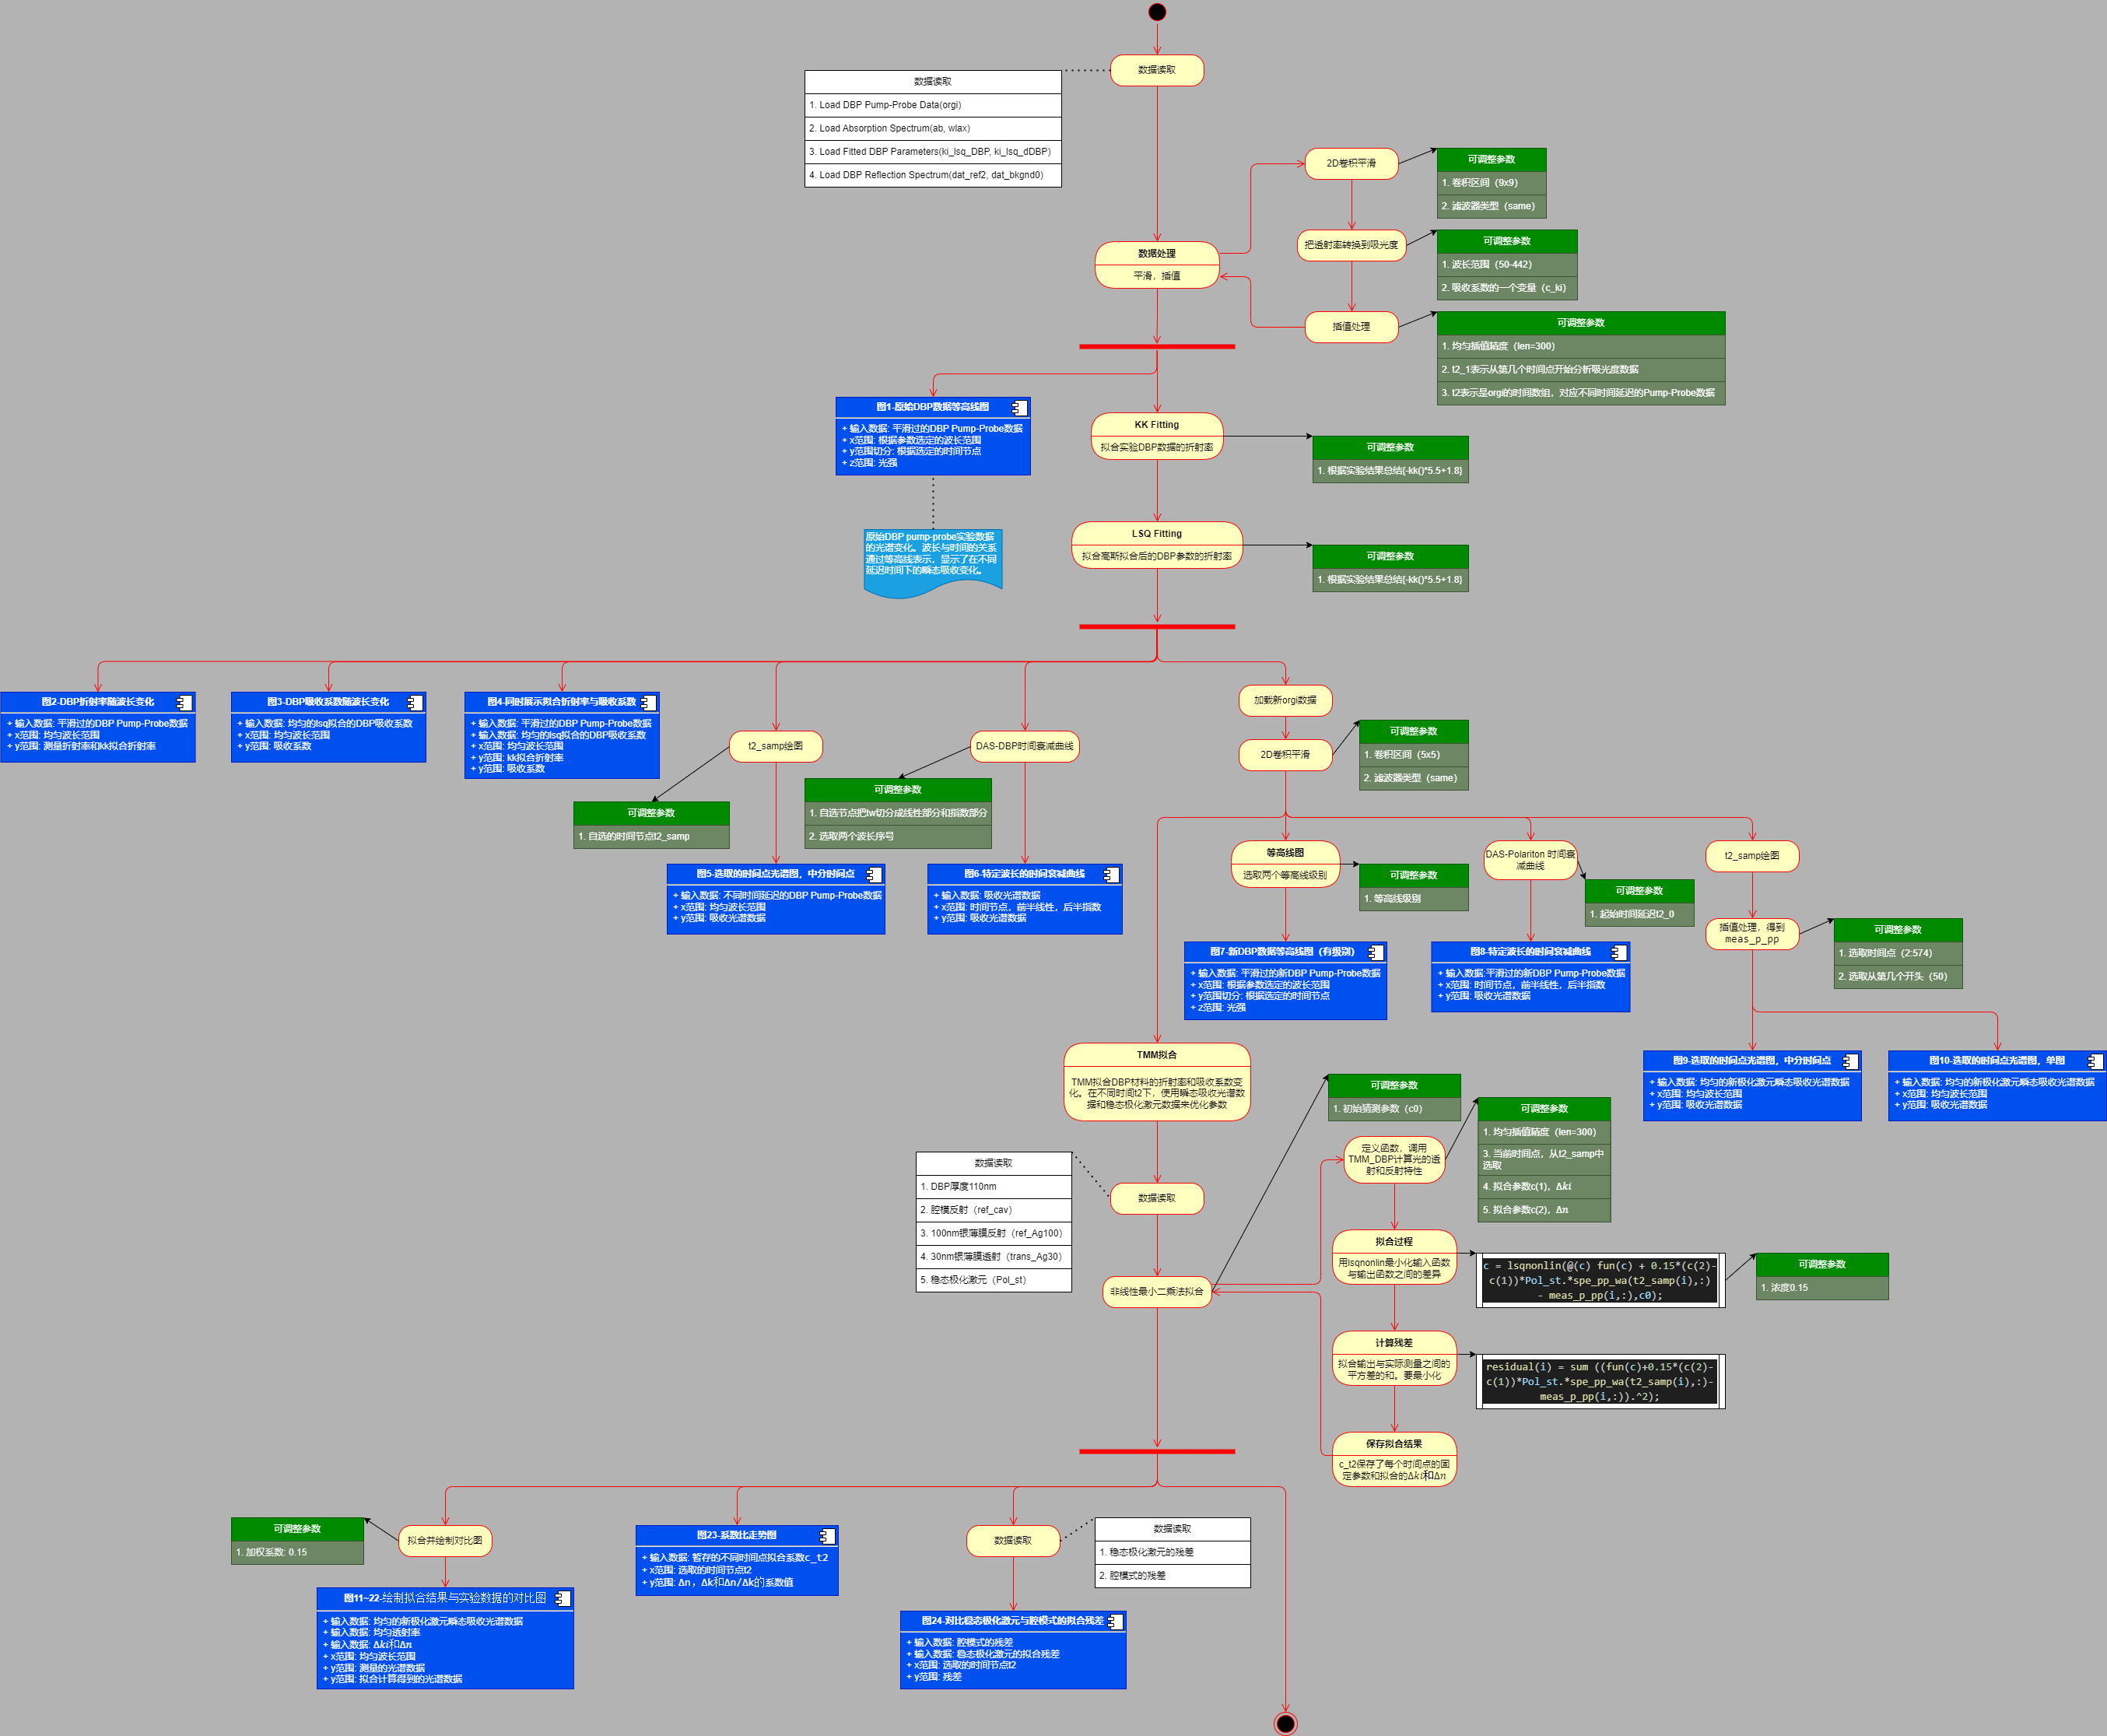 数据读取
数据读取
1. Load DBP Pump-Probe Data(orgi)
2. Load Absorption Spectrum(ab, wlax)
3. Load Fitted DBP Parameters(ki_lsq_DBP, ki_lsq_dDBP)
4. Load DBP Reflection Spectrum(dat_ref2, dat_bkgnd0)
2D卷积平滑
可调整参数
1. 卷积区间（9x9）
2. 滤波器类型（same）
把透射率转换到吸光度
可调整参数
1. 波长范围（50-442）
2. 吸收系数的一个变量（c_ki）
数据处理
平滑，插值
插值处理
可调整参数
1. 均匀插值精度（len=300）
2. t2_1表示从第几个时间点开始分析吸光度数据
3. t2表示是orgi的时间数组，对应不同时间延迟的Pump-Probe数据
图1-原始DBP数据等高线图
+ 输入数据: 平滑过的DBP Pump-Probe数据
+ x范围: 根据参数选定的波长范围
+ y范围切分: 根据选定的时间节点
+ z范围: 光强
原始DBP pump-probe实验数据
的光谱变化。波长与时间的关系
通过等高线表示，显示了在不同
延迟时间下的瞬态吸收变化。
KK Fitting
拟合实验DBP数据的折射率
可调整参数
1. 根据实验结果总结{-kk()*5.5+1.8}
LSQ Fitting
拟合高斯拟合后的DBP参数的折射率
可调整参数
1. 根据实验结果总结{-kk()*5.5+1.8}
图2-DBP折射率随波长变化
+ 输入数据: 平滑过的DBP Pump-Probe数据
+ x范围: 均匀波长范围
+ y范围: 测量折射率和kk拟合折射率
图3-DBP吸收系数随波长变化
+ 输入数据: 均匀的lsq拟合的DBP吸收系数
+ x范围: 均匀波长范围
+ y范围: 吸收系数
图4-同时展示拟合折射率与吸收系数
+ 输入数据: 平滑过的DBP Pump-Probe数据
+ 输入数据: 均匀的lsq拟合的DBP吸收系数
+ x范围: 均匀波长范围
+ y范围: kk拟合折射率
+ y范围: 吸收系数
t2_samp绘图
可调整参数
1. 自选的时间节点t2_samp
图5-选取的时间点光谱图，中分时间点
+ 输入数据: 不同时间延迟的DBP Pump-Probe数据
+ x范围: 均匀波长范围
+ y范围: 吸收光谱数据
DAS-DBP时间衰减曲线
可调整参数
1. 自选节点把tw切分成线性部分和指数部分
2. 选取两个波长序号
图6-特定波长的时间衰减曲线
+ 输入数据: 吸收光谱数据
+ x范围: 时间节点，前半线性，后半指数
+ y范围: 吸收光谱数据
加载新orgi数据
2D卷积平滑
可调整参数
1. 卷积区间（5x5）
2. 滤波器类型（same）
等高线图
选取两个等高线级别
可调整参数
1. 等高线级别
图7-新DBP数据等高线图（有级别）
+ 输入数据: 平滑过的新DBP Pump-Probe数据
+ x范围: 根据参数选定的波长范围
+ y范围切分: 根据选定的时间节点
+ z范围: 光强
DAS-Polariton 时间衰
减曲线
可调整参数
1. 起始时间延迟t2_0
图8-特定波长的时间衰减曲线
+ 输入数据:平滑过的新DBP Pump-Probe数据
+ x范围: 时间节点，前半线性，后半指数
+ y范围: 吸收光谱数据
t2_samp绘图
插值处理，得到
meas_p_pp
可调整参数
1. 选取时间点（2:574）
2. 选取从第几个开头（50）
图9-选取的时间点光谱图，中分时间点
+ 输入数据: 均匀的新极化激元瞬态吸收光谱数据
+ x范围: 均匀波长范围
+ y范围: 吸收光谱数据
图10-选取的时间点光谱图，单图
+ 输入数据: 均匀的新极化激元瞬态吸收光谱数据
+ x范围: 均匀波长范围
+ y范围: 吸收光谱数据
TMM拟合
TMM拟合DBP材料的折射率和吸收系数变
化。在不同时间t2下，使用瞬态吸收光谱数
据和稳态极化激元数据来优化参数
数据读取
1. DBP厚度110nm
2. 腔模反射（ref_cav）
3. 100nm银薄膜反射（ref_Ag100）
4. 30nm银薄膜透射（trans_Ag30）
5. 稳态极化激元（Pol_st）
数据读取
非线性最小二乘法拟合
可调整参数
1. 初始猜测参数（c0）
定义函数，调用
TMM_DBP计算光的透
射和反射特性
可调整参数
1. 均匀插值精度（len=300）
3. 当前时间点，从t2_samp中
选取
4. 拟合参数c(1)，Δki
5. 拟合参数c(2)，Δn
拟合过程
用lsqnonlin最小化输入函数
与输出函数之间的差异
c = lsqnonlin(@(c) fun(c) + 0.15*(c(2)-
c(1))*Pol_st.*spe_pp_wa(t2_samp(i),:)
- meas_p_pp(i,:),c0);
可调整参数
1. 浓度0.15
计算残差
拟合输出与实际测量之间的
平方差的和。要最小化
residual(i) = sum ((fun(c)+0.15*(c(2)-
c(1))*Pol_st.*spe_pp_wa(t2_samp(i),:)-
meas_p_pp(i,:)).^2);
保存拟合结果
c_t2保存了每个时间点的固
定参数和拟合的Δki和Δn
可调整参数
1. 加权系数: 0.15
拟合并绘制对比图
图11~22-绘制拟合结果与实验数据的对比图
+ 输入数据: 均匀的新极化激元瞬态吸收光谱数据
+ 输入数据: 均匀透射率
+ 输入数据: Δki和Δn
+ x范围: 均匀波长范围
+ y范围: 测量的光谱数据
+ y范围: 拟合计算得到的光谱数据
图23-系数比走势图
+ 输入数据: 暂存的不同时间点拟合系数c_t2
+ x范围: 选取的时间节点t2
+ y范围: Δn，Δk和Δn/Δk的系数值
数据读取
数据读取
1. 稳态极化激元的残差
2. 腔模式的残差
图24-对比稳态极化激元与腔模式的拟合残差
+ 输入数据: 腔模式的残差
+ 输入数据: 稳态极化激元的拟合残差
+ x范围: 选取的时间节点t2
+ y范围: 残差